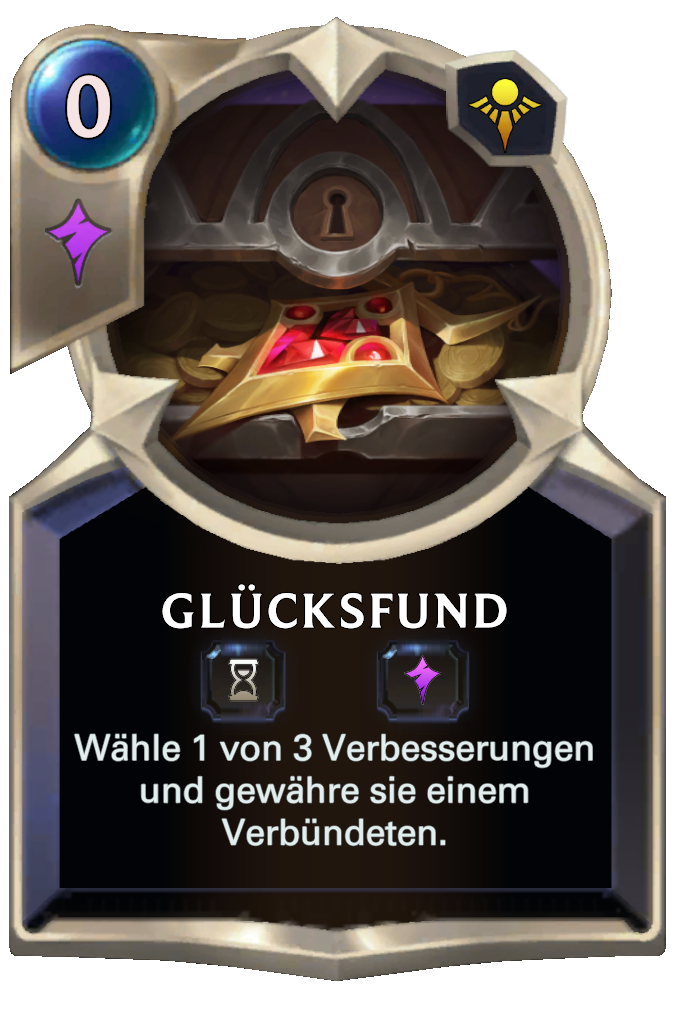 0
GLÜCKSFUND
Wähle 1 von 3 Verbesserungen
und gewähre sie einem
Verbündeten.